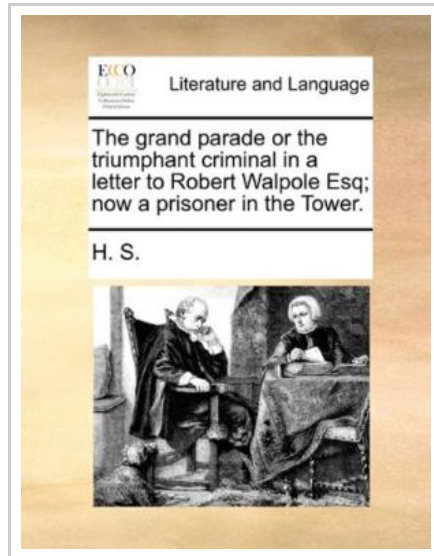 ECCO
Literature and Language
The grand parade or the
triumphant criminal in a
letter to Robert Walpole Esq;
now a prisoner in the Tower.
H. S.